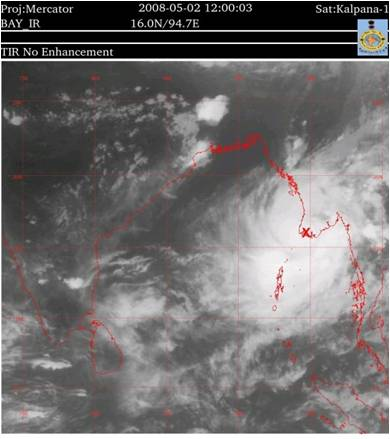 Proj:Mercator 2008-05-02 12:00:03 Sat:Kalpana-1
BAY_IR 16.0N/94.7E
TIR No Enhancement
X